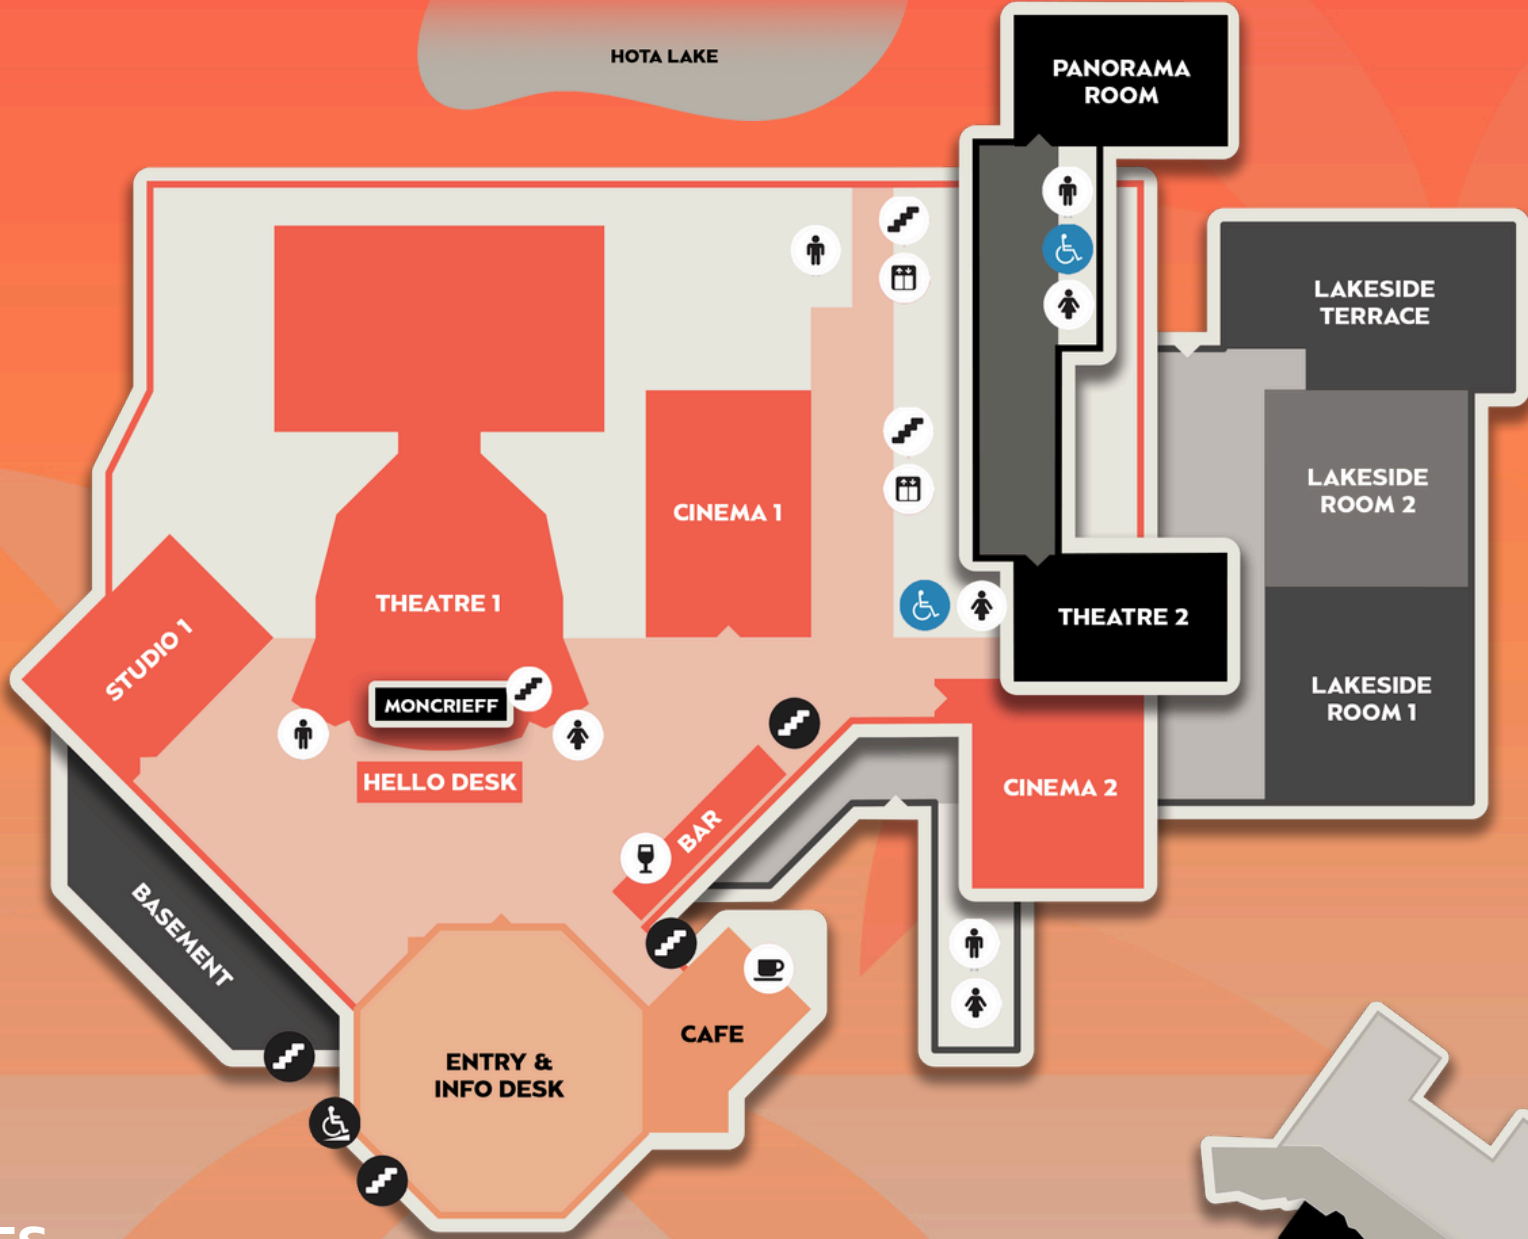 HOTA LAKE
PANORAMA
ROOM
LAKESIDE
TERRACE
LAKESIDE
ROOM 2
CINEMA 1
THEATRE 1
THEATRE 2
STUDIO 1
LAKESIDE
ROOM 1
MONCRIEFF
HELLO DESK
CINEMA 2
BAR
BASEMENT
CAFE
ENTRY &
INFO DESK